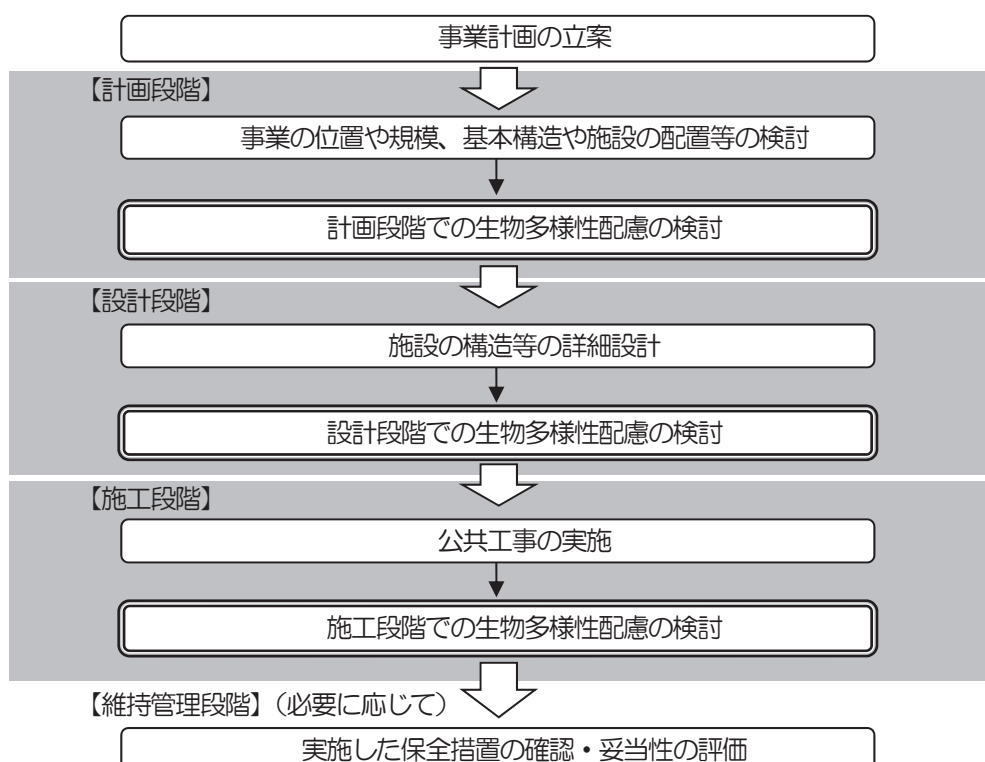 事業計画の立案
【計画段階】
事業の位置や規模、基本構造や施設の配置等の検討
計画段階での生物多様性配慮の検討
【設計段階】
施設の構造等の詳細設計
設計段階での生物多様性配慮の検討
【施工段階】
公共工事の実施
施工段階での生物多様性配慮の検討
【維持管理段階】（必要に応じて）
実施した保全措置の確認・妥当性の評価